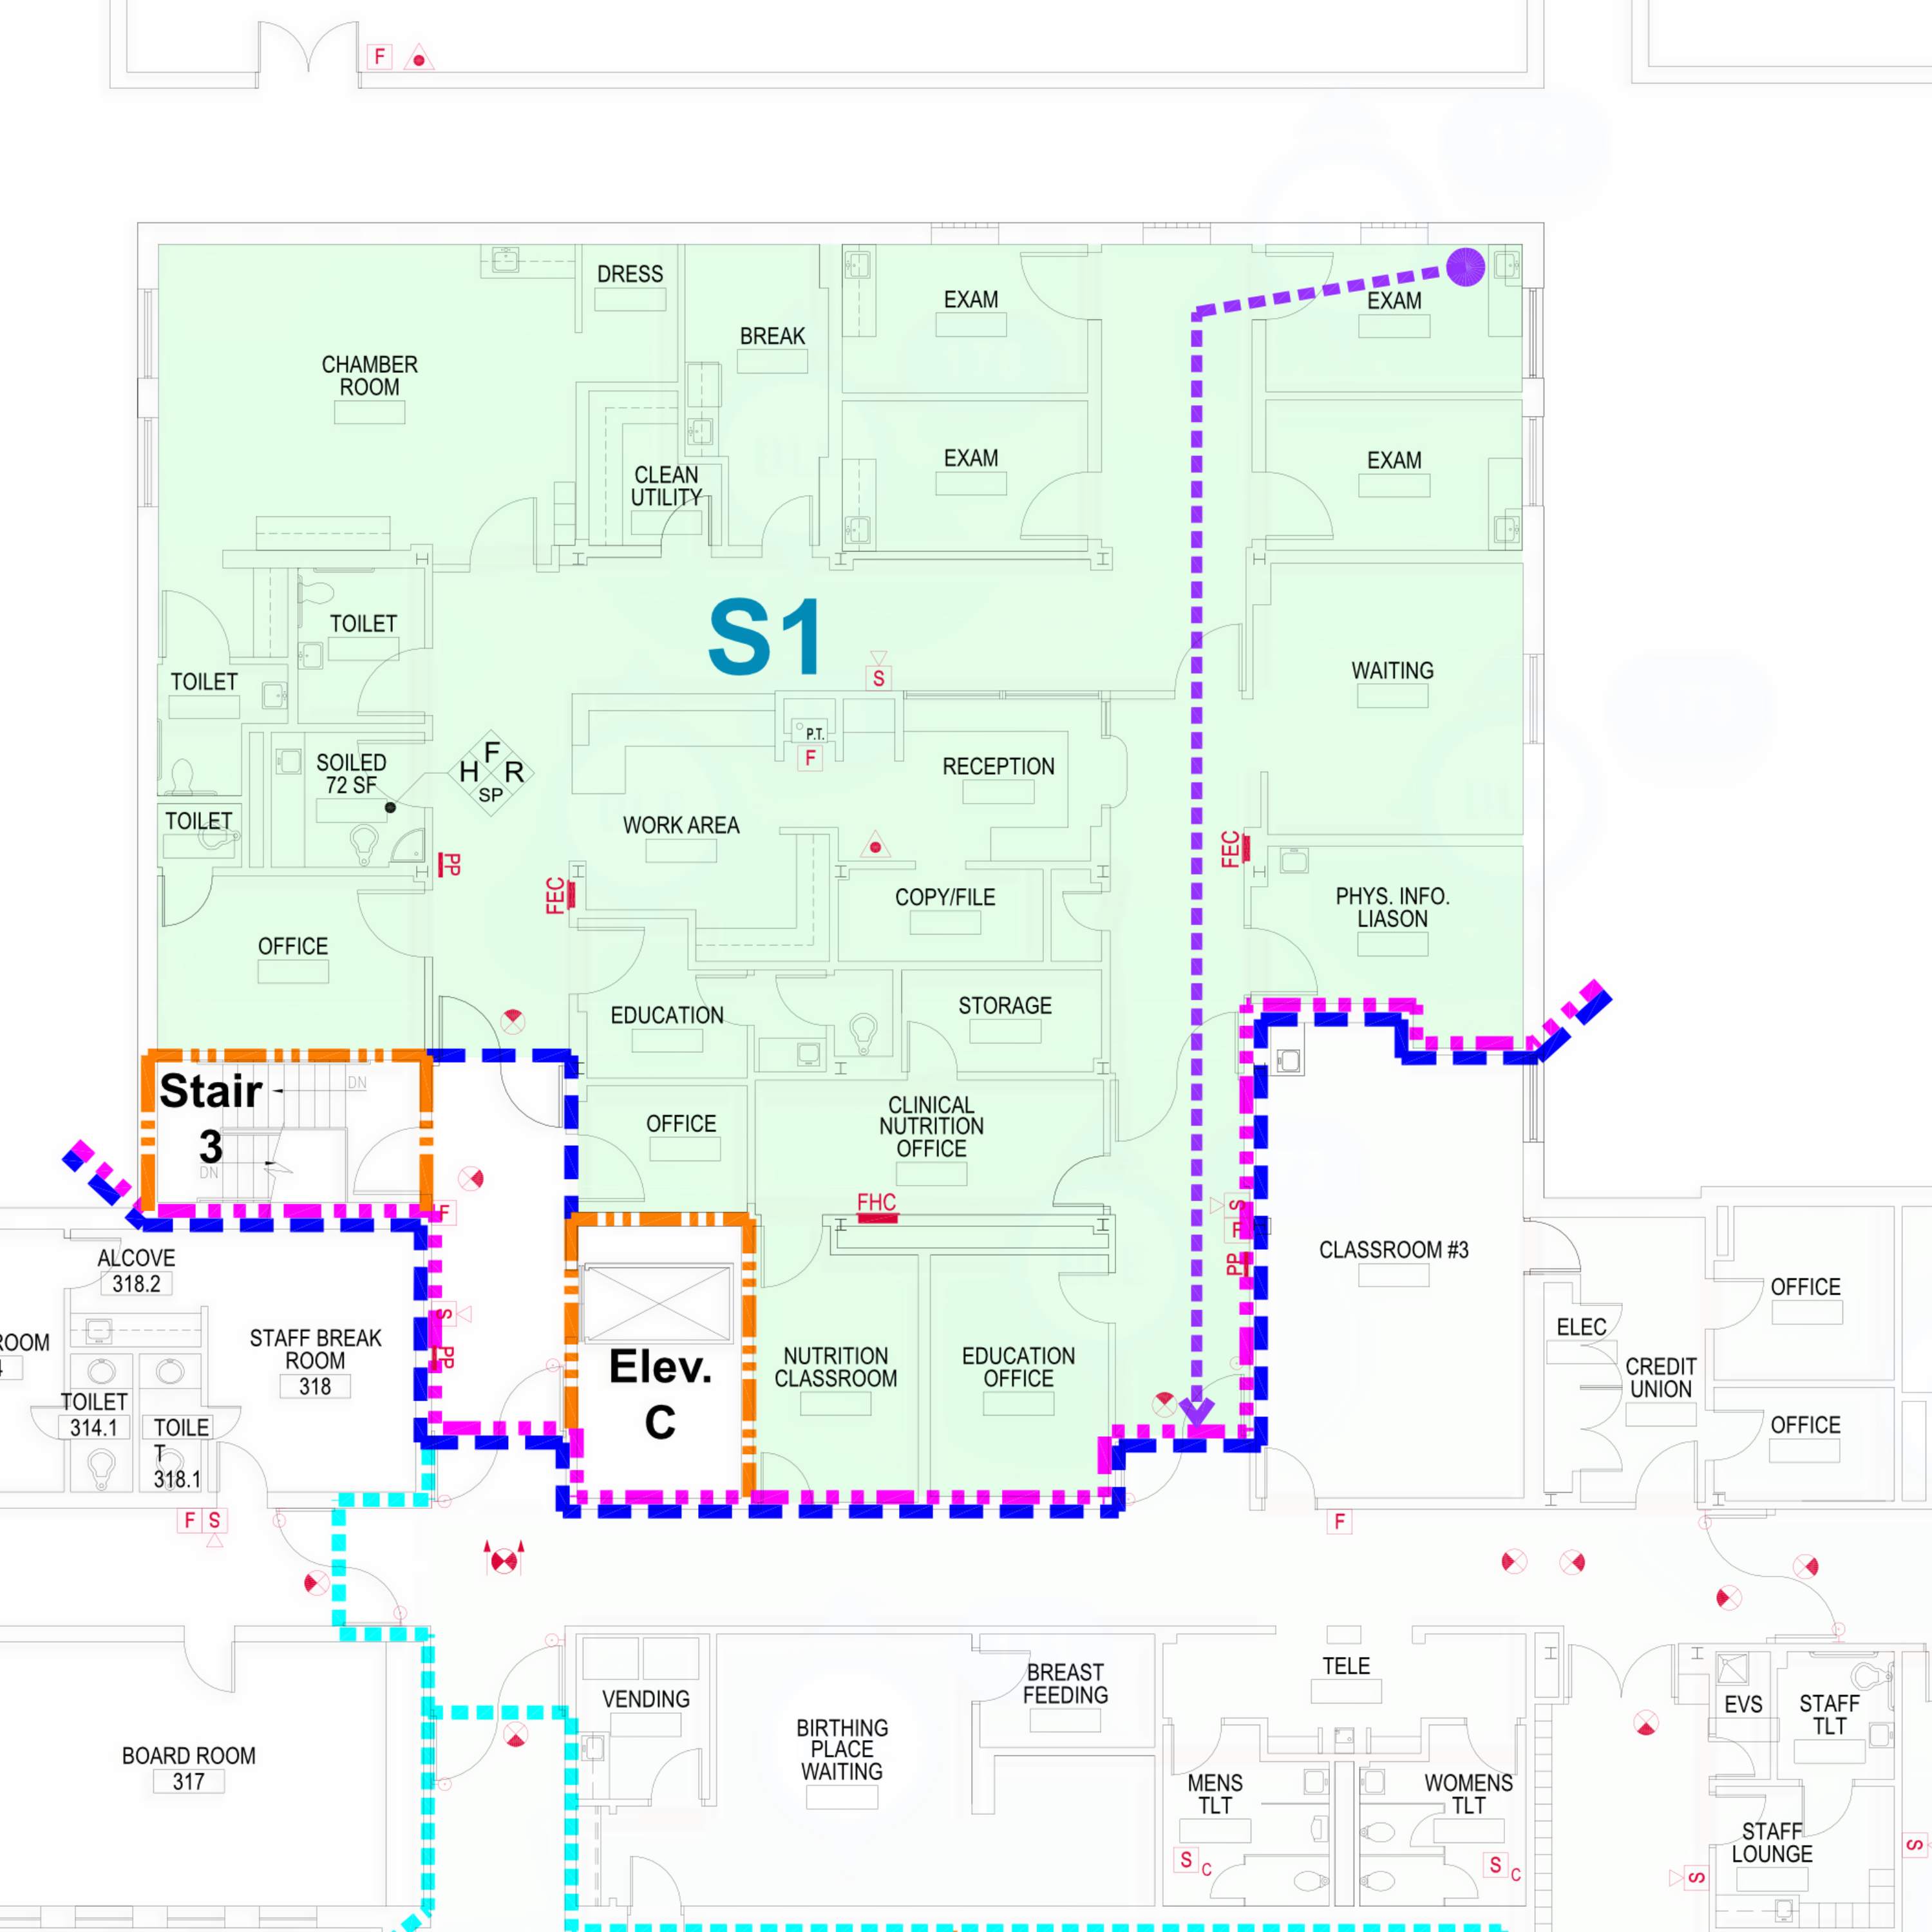 F
DRESS
EXAM
EXAM
BREAK
CHAMBER
ROOM
EXAM
EXAM
CLEAN
UTILITY
H
H
H
H
H
S1
TOILET
TOILET
WAITING
S
P.T.
F
RECEPTION
F
H R
SP
SOILED
72 SF
TOILET
WORK AREA
FEC
PP
FEC
H
H
H
H
H
COPY/FILE
PHYS. INFO.
LIASON
OFFICE
EDUCATION
STORAGE
H
H
H
Stair
3
DN
DN
OFFICE
CLINICAL
NUTRITION
OFFICE
FHC
H
H
F
S
F
PP
ALCOVE
318.2
CLASSROOM #3
OFFICE
S
PP
ROOM
4
STAFF BREAK
ROOM
318
Elev.
C
NUTRITION
CLASSROOM
EDUCATION
OFFICE
ELEC
CREDIT
UNION
TOILET
314.1
TOILE
T
318.1
OFFICE
H
H
F S
F
VENDING
BREAST
FEEDING
TELE
H
H
BIRTHING
PLACE
WAITING
EVS
STAFF
TLT
BOARD ROOM
317
MENS
TLT
WOMENS
TLT
STAFF
LOUNGE
S C
S C
S
S